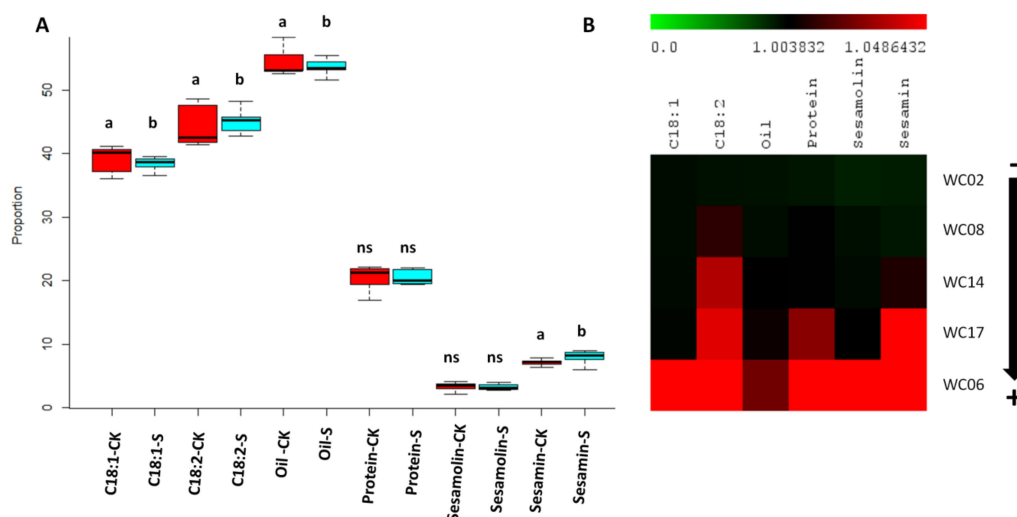 A
Proportion
0
10
20
30
40
50
a
b
a
b
a
b
ns
ns
ns
ns
a
b
C18:1-CK
C18:1-S
C18:2-CK
C18:2-S
Oil -CK
Oil-S
Protein-CK
Protein-S
Sesamolin-CK
Sesamolin-S
Sesamin-CK
Sesamin-S
B
0.0 1.003832 1.0486432
C18:1
C18:2
Oil
Protein
Sesamolin
Sesamin
WC02
WC08
WC14
WC17
WC06
-
+